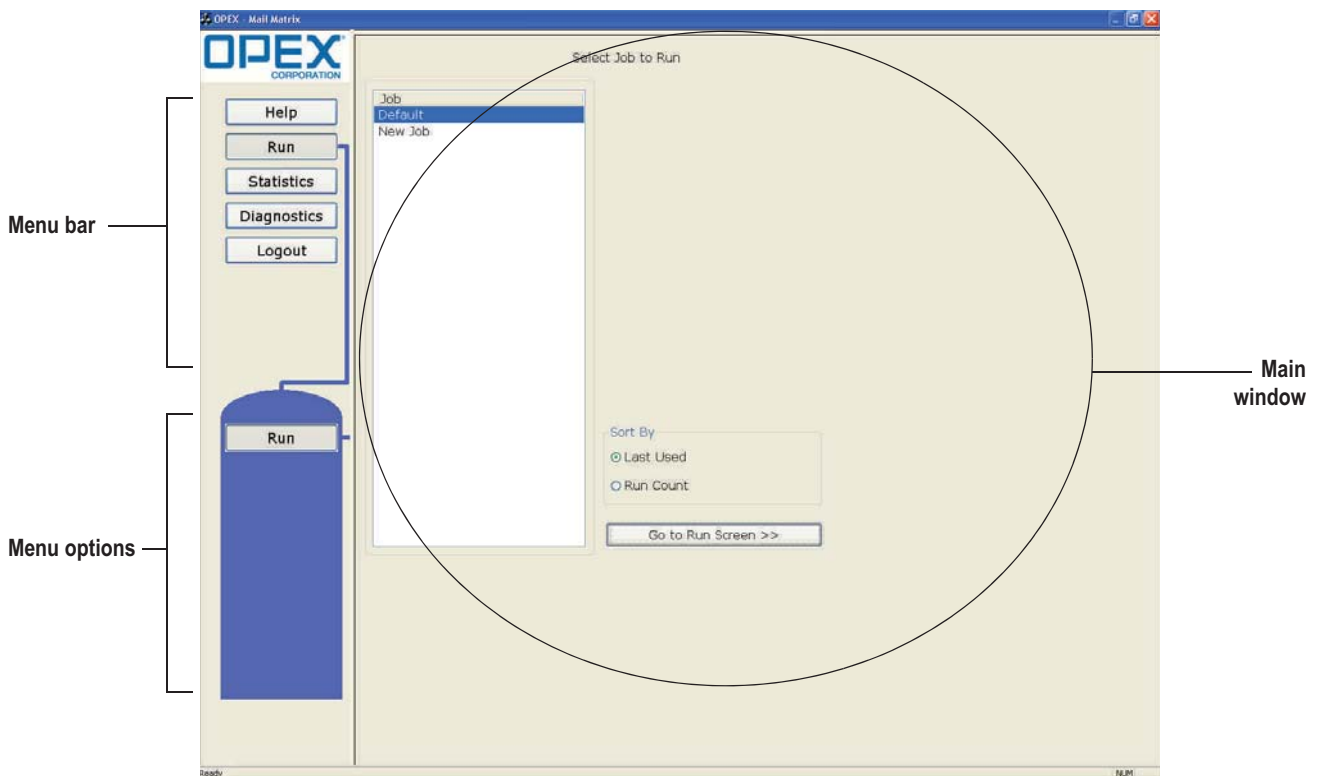 OPEX - Mail Matrix
OPEX
CORPORATION
Select Job to Run
Help
Run
Statistics
Diagnostics
Logout
Menu bar
Job
Default
New Job
Main
window
Run
Menu options
Sort By
Last Used
Run Count
Go to Run Screen >>
Ready
NUM